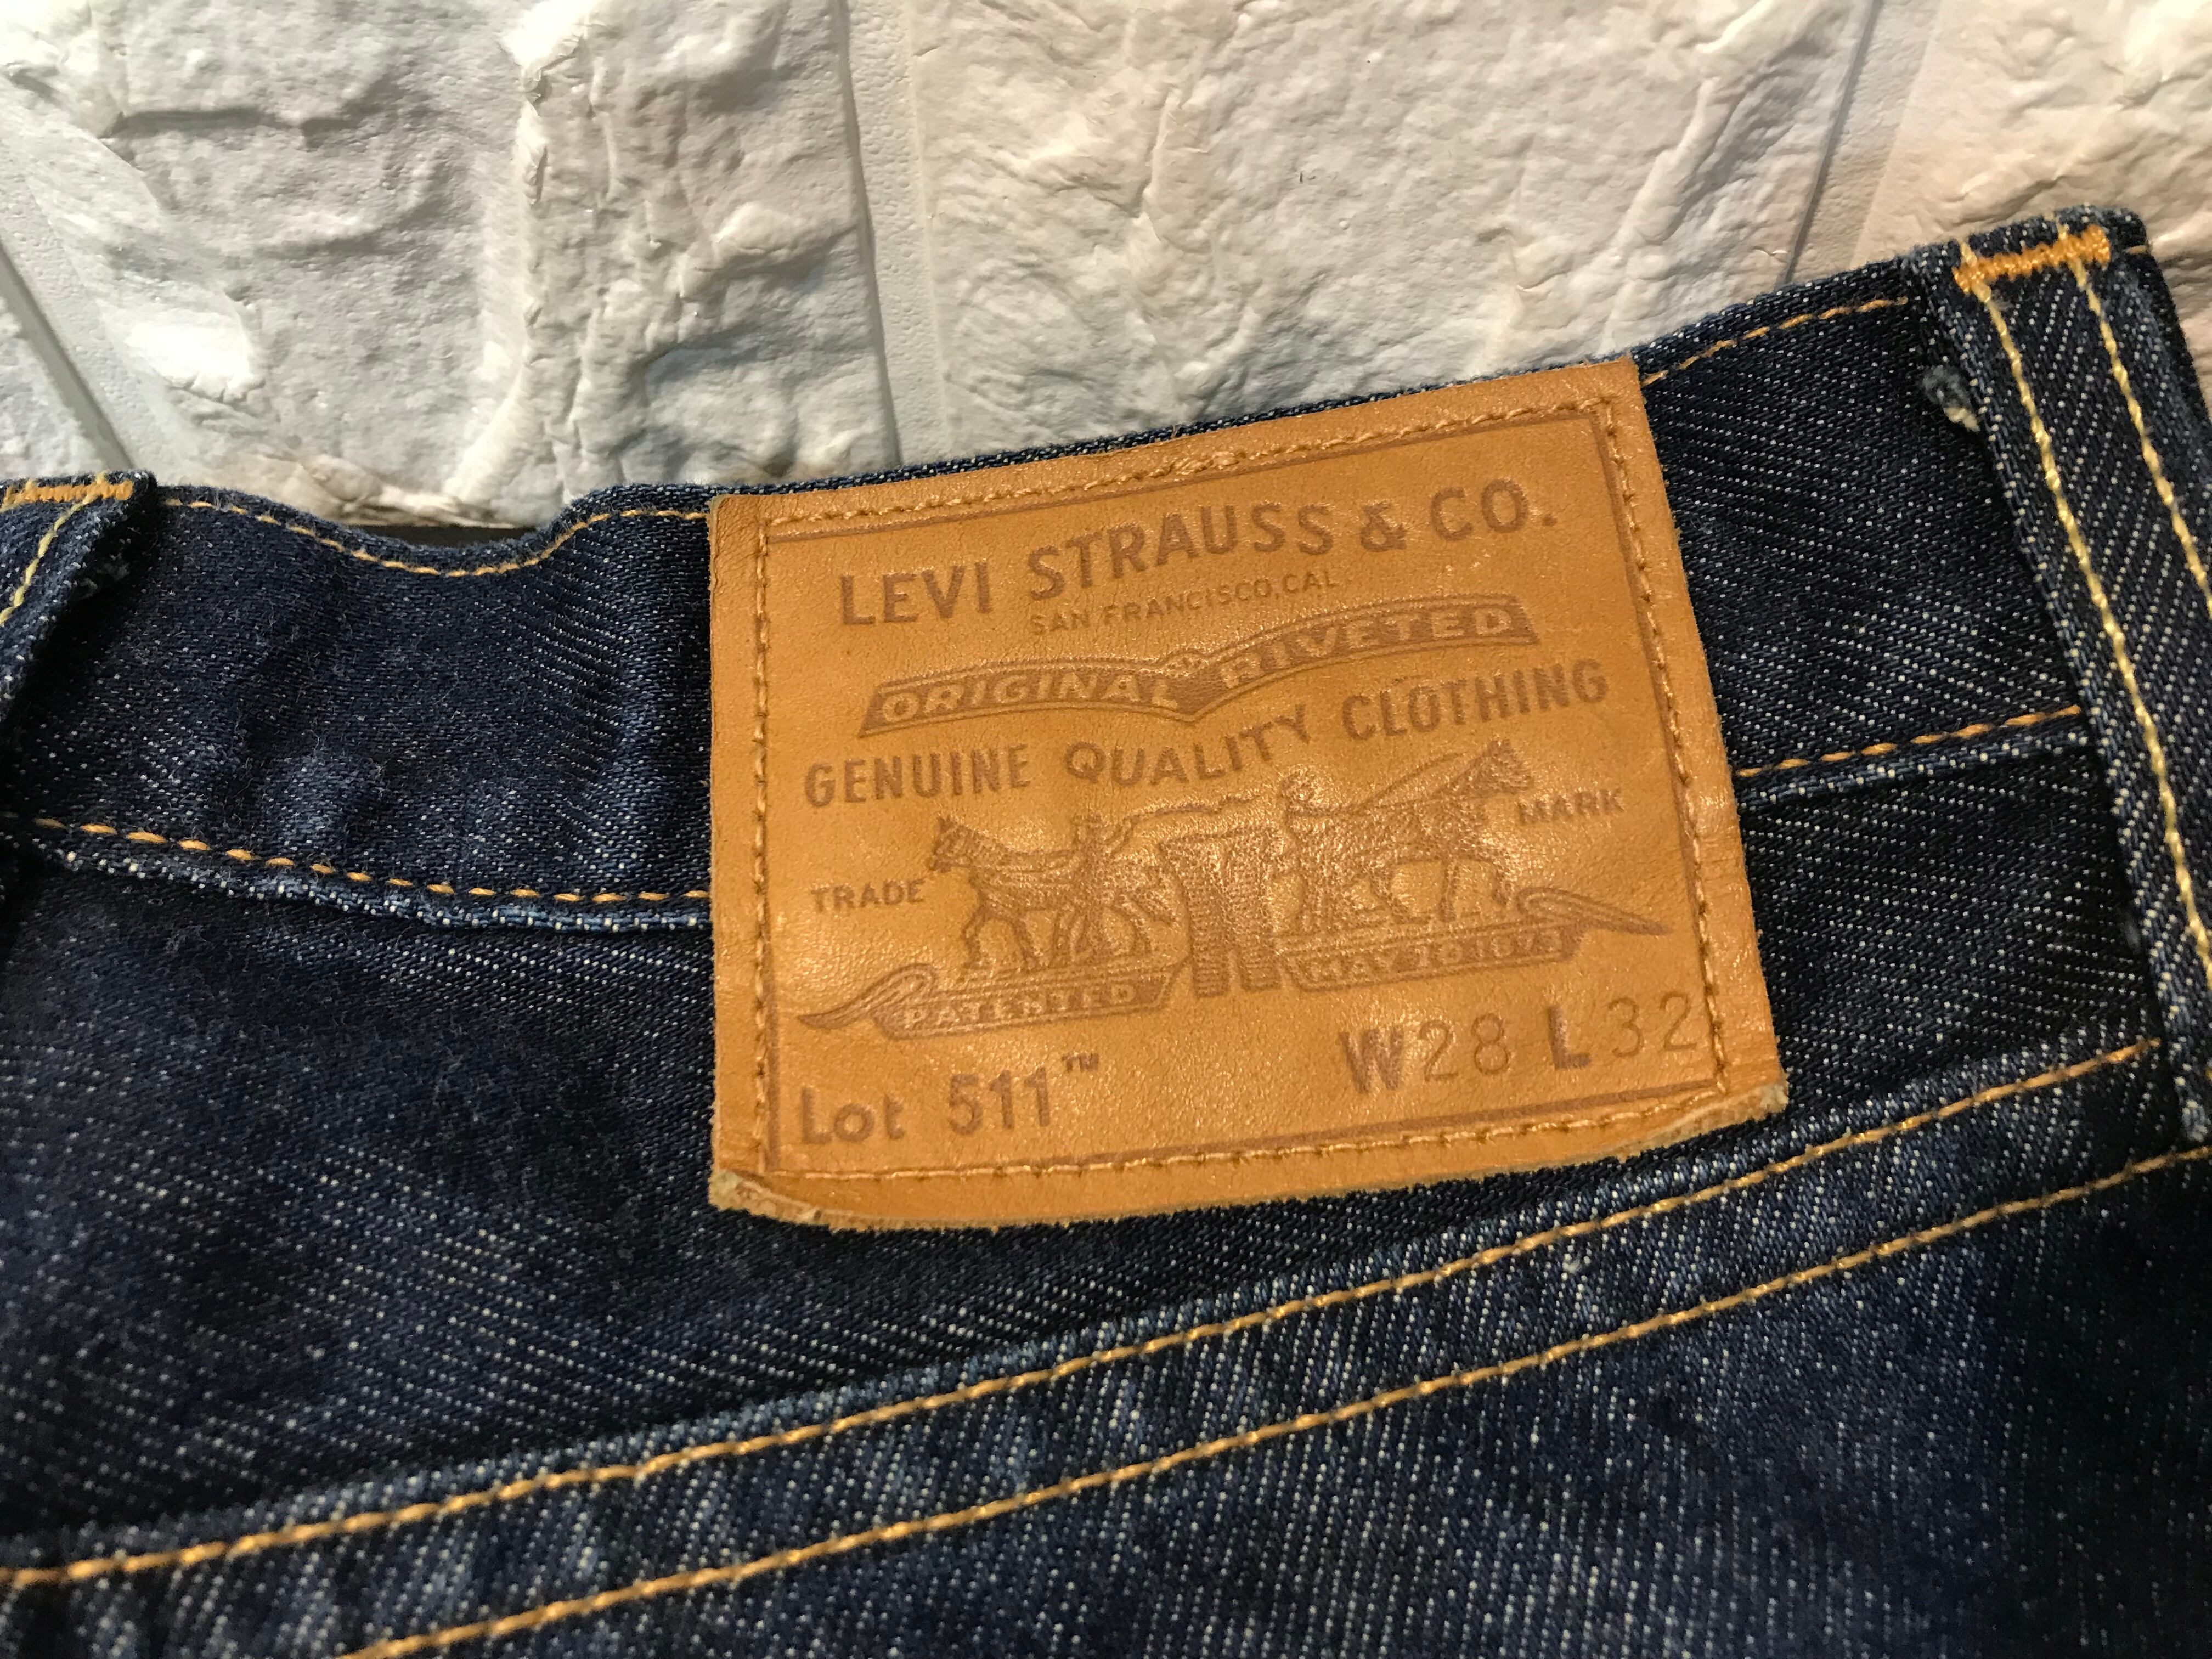 LEVI STRAUSS & CO.
SAN FRANCISCO, CAL.
ORIGINAL RIVETED
GENUINE QUALITY CLOTHING
TRADE MARK
PATENTED MAY 20 1873
Lot 511™ W28 L32